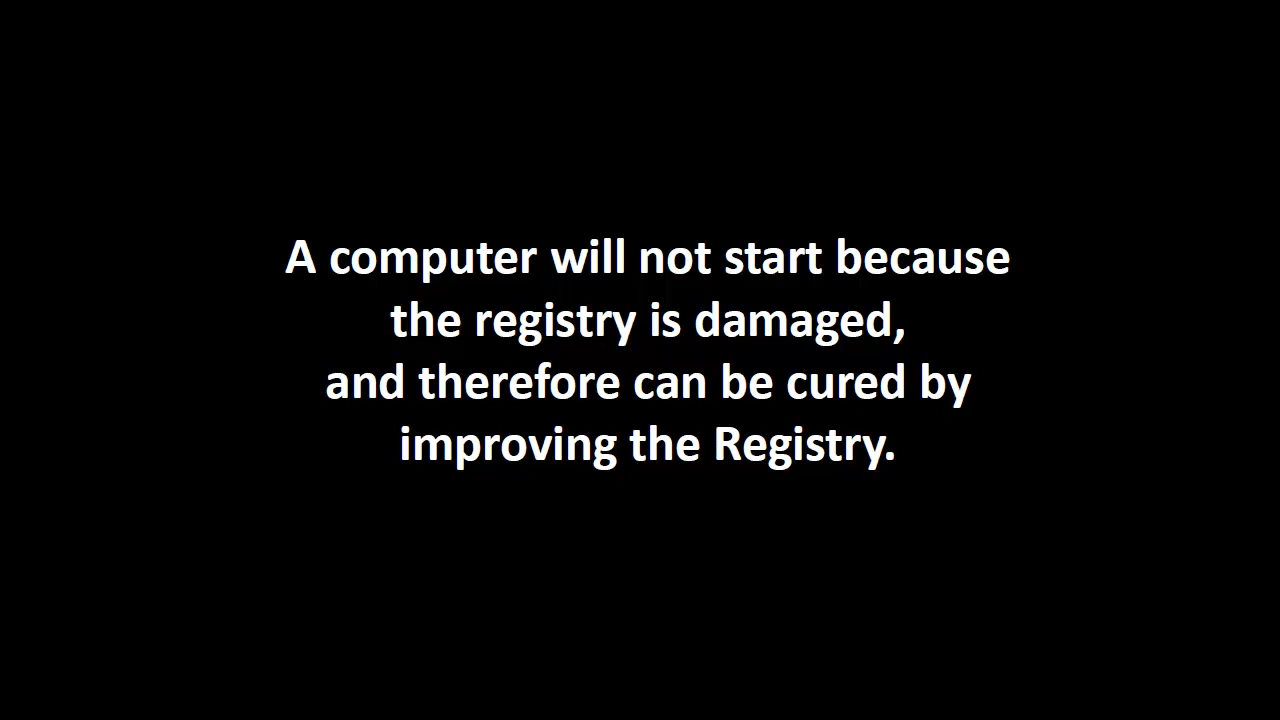 A computer will not start because
the registry is damaged,
and therefore can be cured by
improving the Registry.